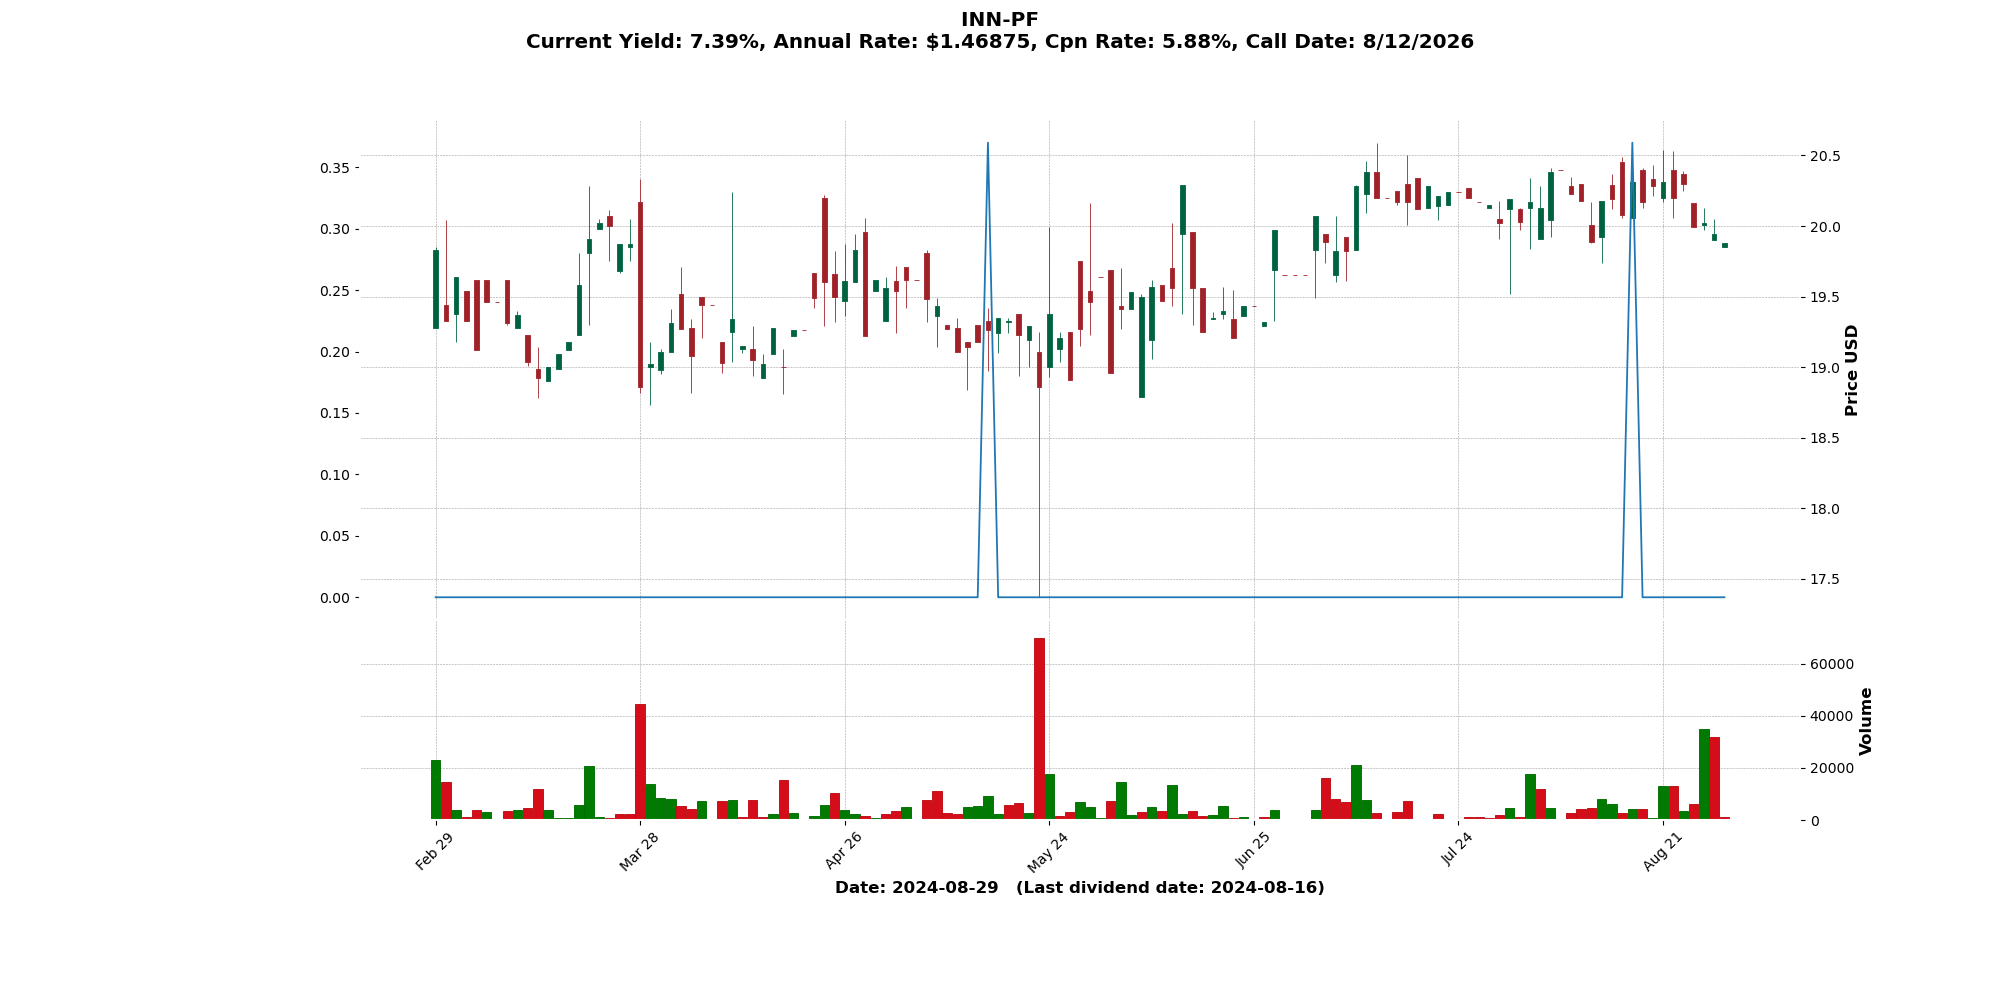 INN-PF
Current Yield: 7.39%, Annual Rate: $1.46875, Cpn Rate: 5.88%, Call Date: 8/12/2026
0.35
0.30
0.25
0.20
0.15
0.10
0.05
0.00
20.5
20.0
19.5
19.0
18.5
18.0
17.5
Price USD
60000
40000
20000
0
Volume
Feb 29
Mar 28
Apr 26
May 24
Jun 25
Jul 24
Aug 21
Date: 2024-08-29 (Last dividend date: 2024-08-16)